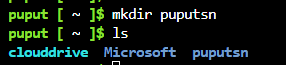 puput [ ~ ]$ mkdir puputsn
puput [ ~ ]$ ls
clouddrive  Microsoft  puputsn